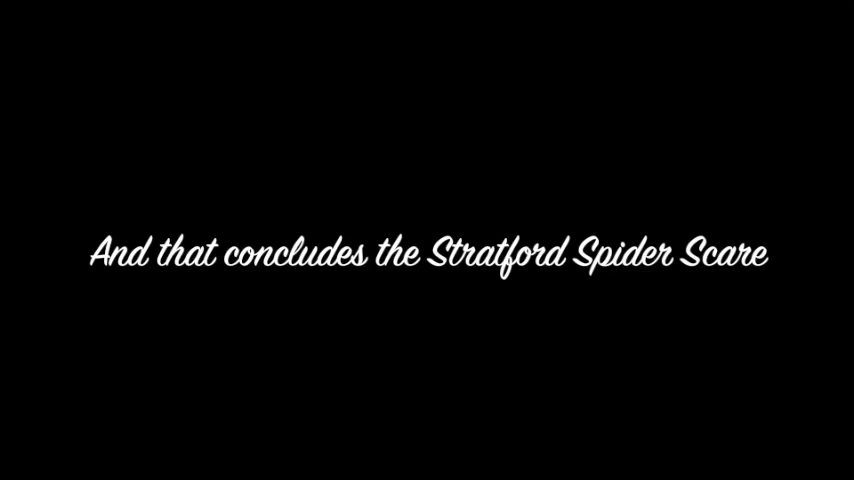 And that concludes the Stratford Spider Scare